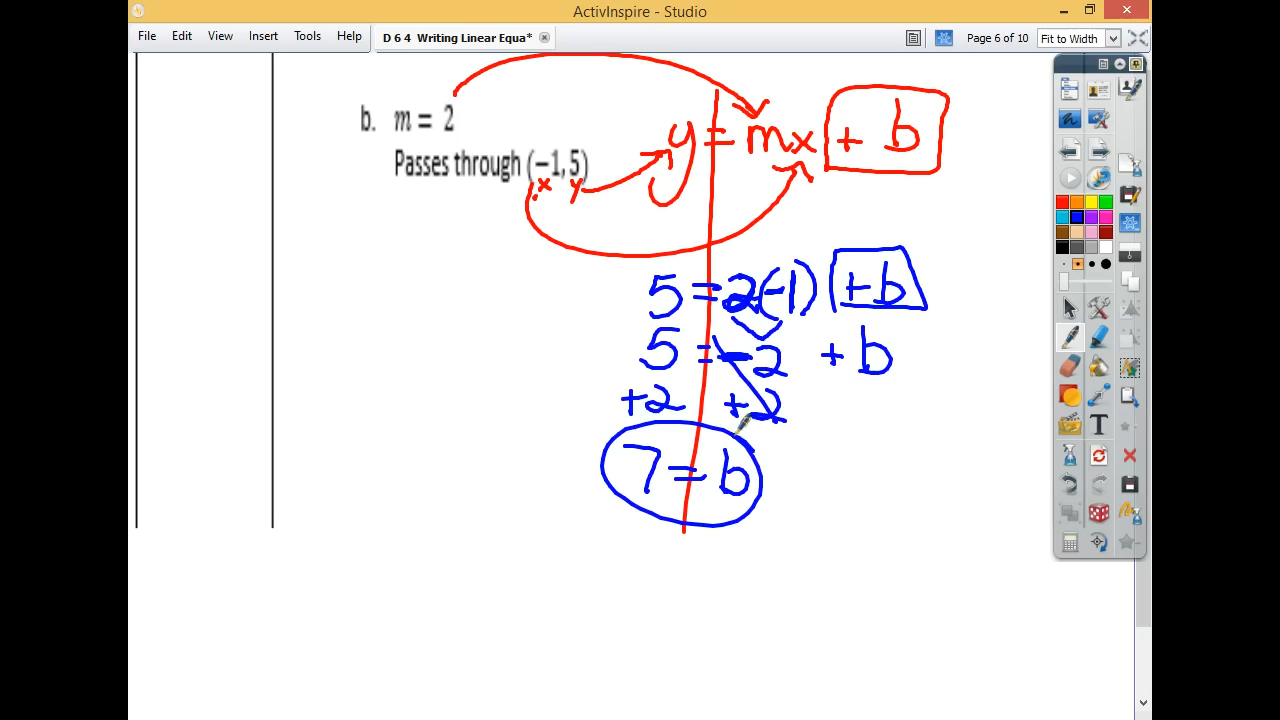 ActivInspire - Studio
File Edit View Insert Tools Help D 6 4 Writing Linear Equa* Page 6 of 10 Fit to Width
b. m = 2
y = mx + b
Passes through (−1, 5)
x y
5 = 2(-1) + b
5 = -2 + b
+2 +2
7 = b